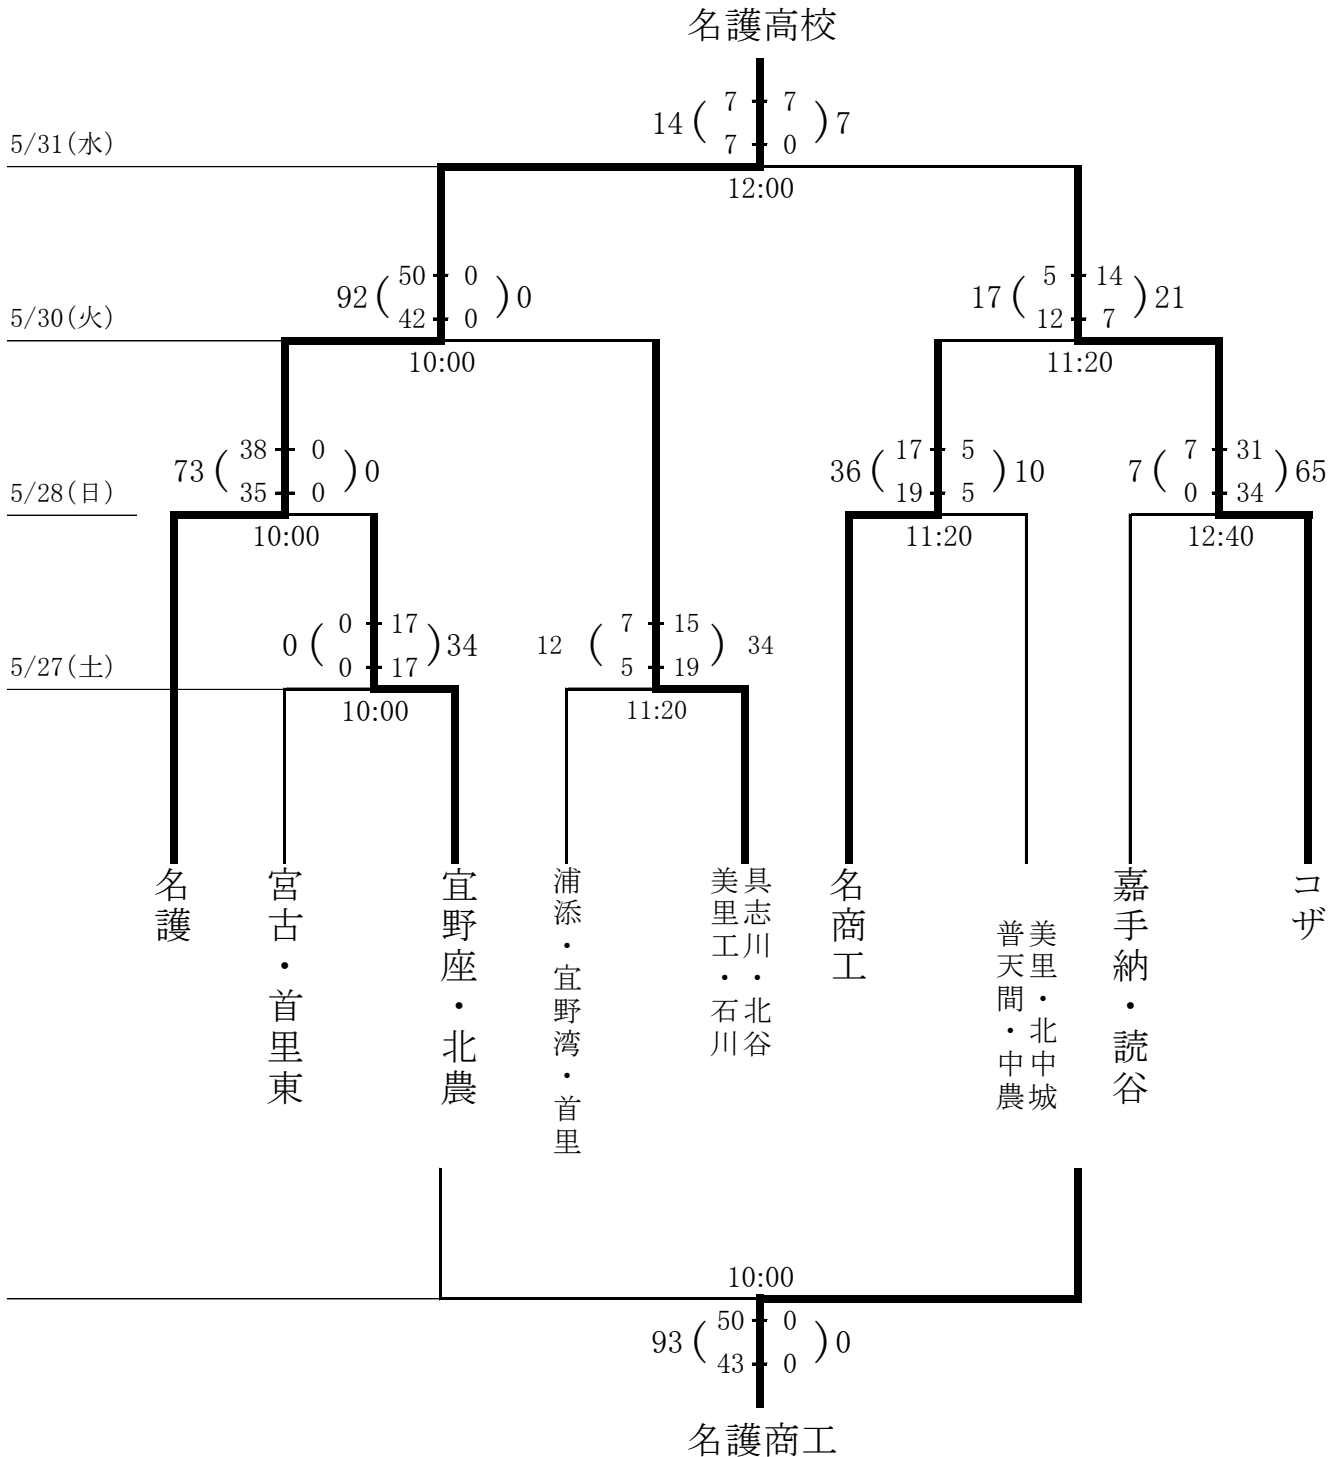 名護高校
14 ( 7 7 ) 7
7 0
5/31(水)
12:00
92 ( 50 0 ) 0
42 0
17 ( 5 14 ) 21
12 7
5/30(火)
10:00
11:20
73 ( 38 0 ) 0
35 0
36 ( 17 5 ) 10
19 5
7 ( 7 31 ) 65
0 34
5/28(日)
10:00
11:20
12:40
0 ( 0 17 ) 34
0 17
12 ( 7 15 ) 34
5 19
5/27(土)
10:00
11:20
名護
宮古・首里東
宜野座・北農
浦添・宜野湾・首里
具志川・北谷
美里工・石川
名商工
美里・北中城
普天間・中農
嘉手納・読谷
コザ
10:00
93 ( 50 0 ) 0
43 0
名護商工